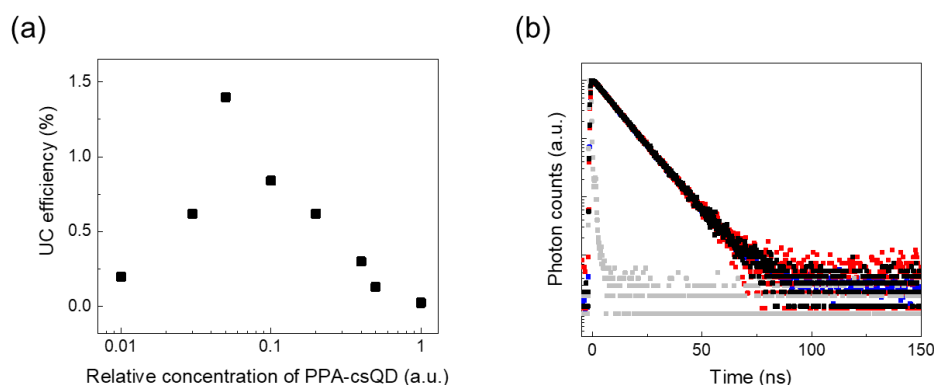 (a)
UC efficiency (%)
1.5
1.0
0.5
0.0
0.01
0.1
1
Relative concentration of PPA-csQD (a.u.)
(b)
Photon counts (a.u.)
0
50
100
150
Time (ns)